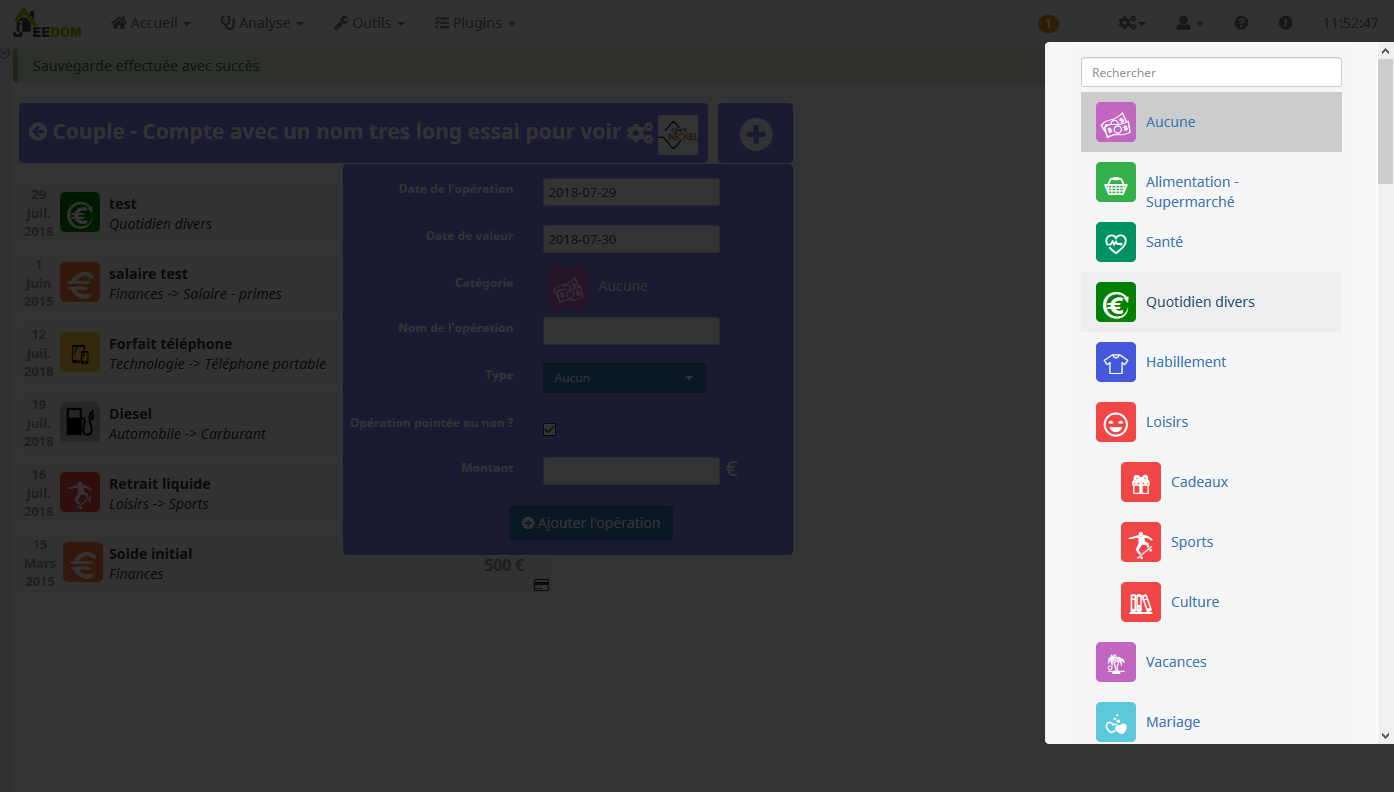 JEEDOM
Accueil
Analyse
Outils
Plugins
1
11:52:47
Sauvegarde effectuée avec succès
Couple - Compte avec un nom tres long essai pour voir
NICKEL
29
Juil.
2018
test
Quotidien divers
1
Juin
2015
salaire test
Finances -> Salaire - primes
12
Juil.
2018
Forfait téléphone
Technologie -> Téléphone portable
19
Juil.
2018
Diesel
Automobile -> Carburant
16
Juil.
2018
Retrait liquide
Loisirs -> Sports
15
Mars
2015
Solde initial
Finances
500 €
Date de l'opération
2018-07-29
Date de valeur
2018-07-30
Catégorie
Aucune
Nom de l'opération
Type
Aucun
Opération pointée ou non ?
Montant
€
Ajouter l'opération
Rechercher
Aucune
Alimentation -
Supermarché
Santé
Quotidien divers
Habillement
Loisirs
Cadeaux
Sports
Culture
Vacances
Mariage